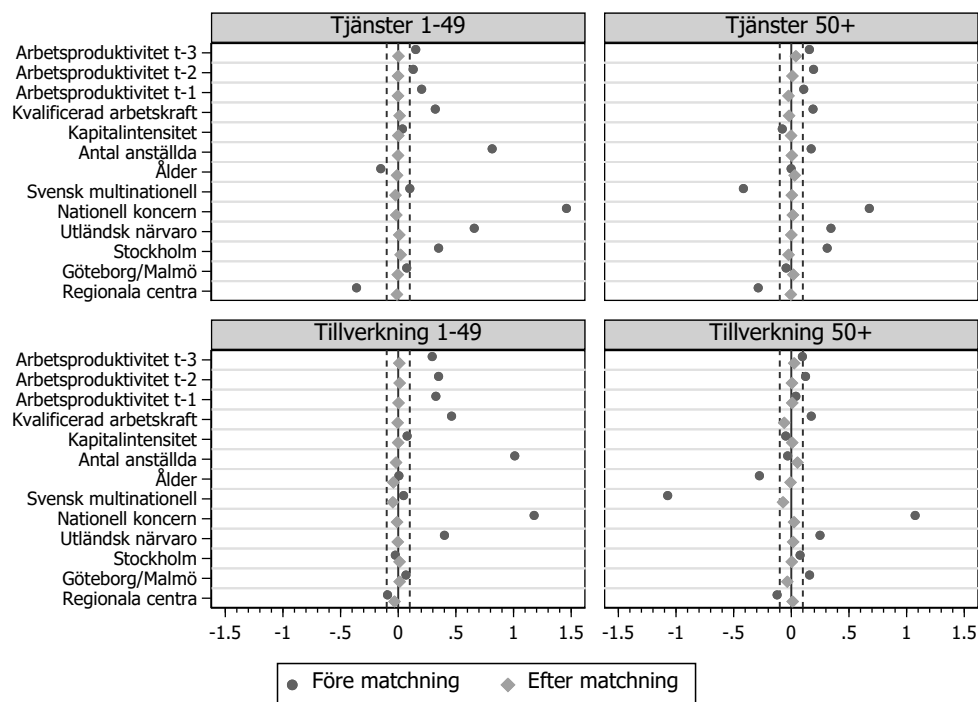 Tjänster 1-49
Tjänster 50+
Arbetsproduktivitet t-3
Arbetsproduktivitet t-2
Arbetsproduktivitet t-1
Kvalificerad arbetskraft
Kapitalintensitet
Antal anställda
Ålder
Svensk multinationell
Nationell koncern
Utländsk närvaro
Stockholm
Göteborg/Malmö
Regionala centra
Tillverkning 1-49
Tillverkning 50+
Arbetsproduktivitet t-3
Arbetsproduktivitet t-2
Arbetsproduktivitet t-1
Kvalificerad arbetskraft
Kapitalintensitet
Antal anställda
Ålder
Svensk multinationell
Nationell koncern
Utländsk närvaro
Stockholm
Göteborg/Malmö
Regionala centra
-1.5 -1 -.5 0 .5 1 1.5
-1.5 -1 -.5 0 .5 1 1.5
Före matchning
Efter matchning